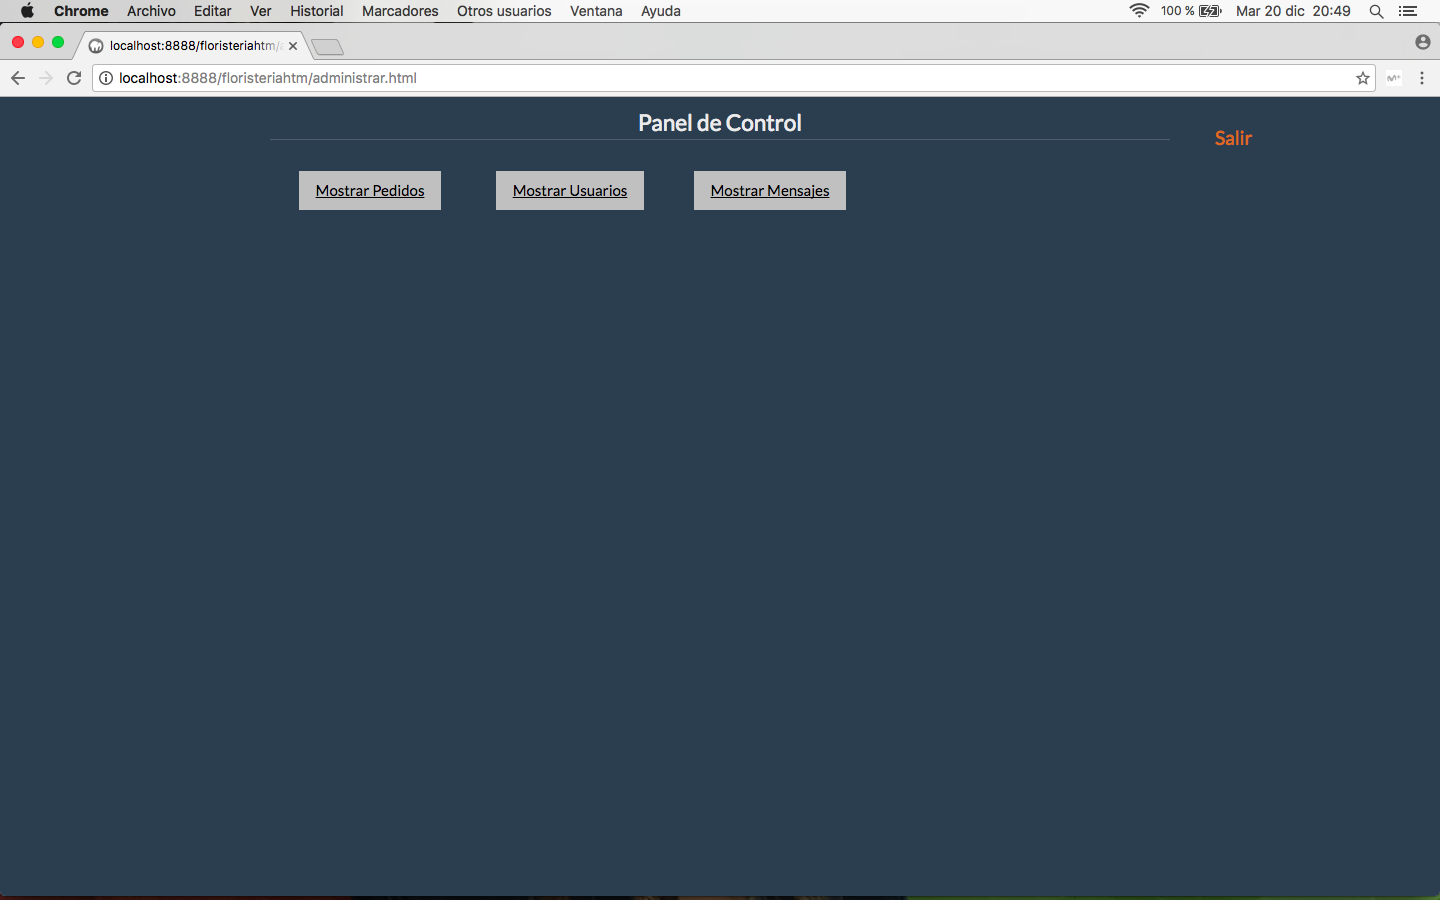 Chrome Archivo Editar Ver Historial Marcadores Otros usuarios Ventana Ayuda 100 % Mar 20 dic 20:49
localhost:8888/floristeriahtm/
localhost:8888/floristeriahtm/administrar.html
Panel de Control
Salir
Mostrar Pedidos Mostrar Usuarios Mostrar Mensajes